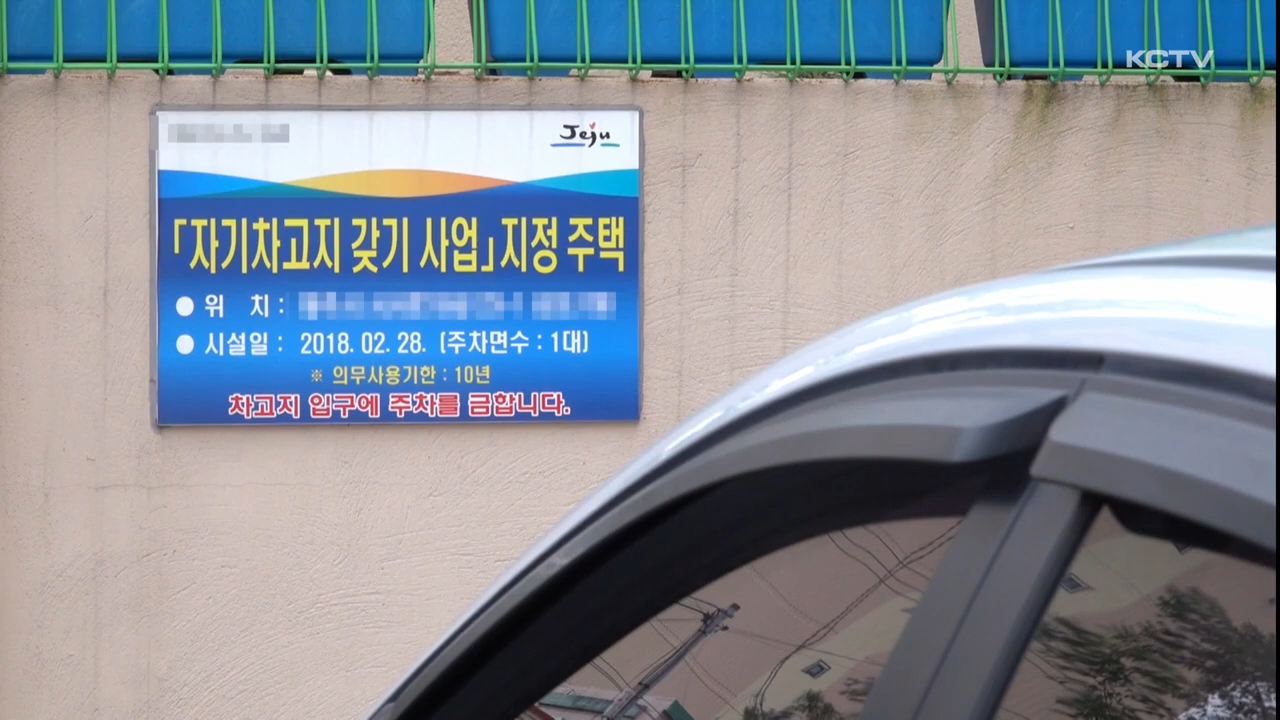 KCTV
Jeju
「자기차고지 갖기 사업」지정 주택
● 위 치 :
● 시설일 : 2018. 02. 28. (주차면수 : 1대)
※ 의무사용기한 : 10년
차고지 입구에 주차를 금합니다.